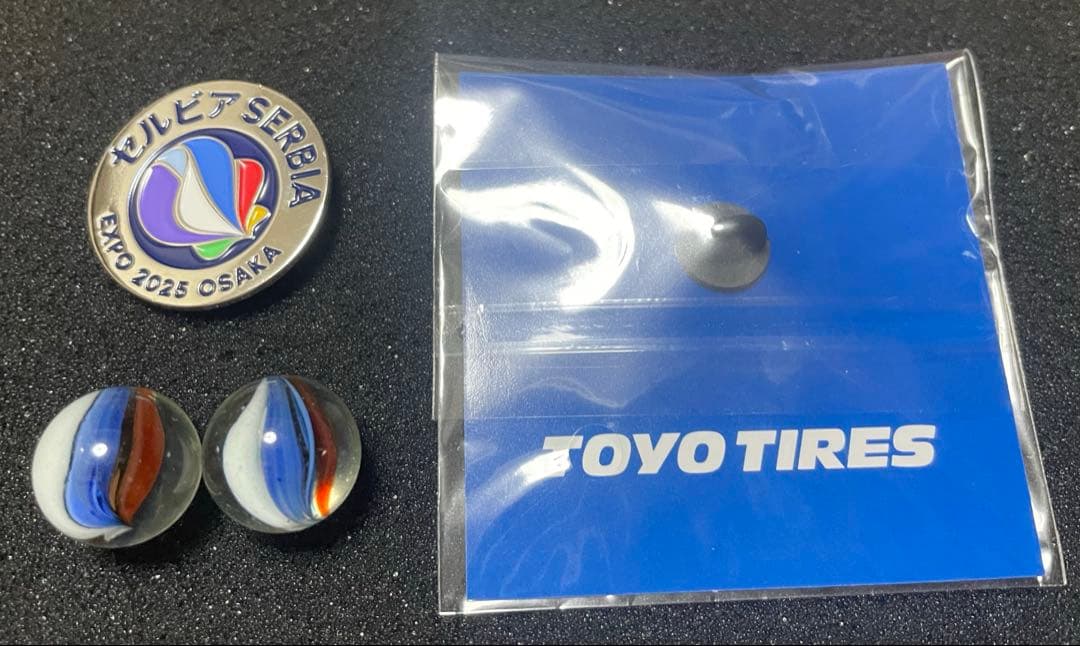 セルビア SERBIA
EXPO 2025 OSAKA
TOYO TIRES